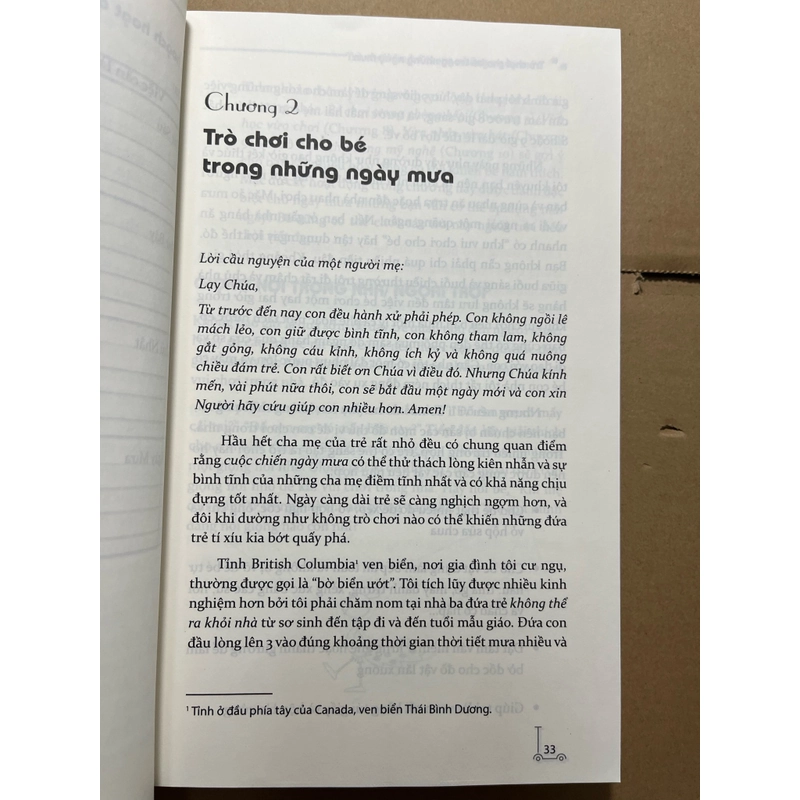 Chương 2
Trò chơi cho bé
trong những ngày mưa
Lời cầu nguyện của một người mẹ:
Lạy Chúa,
Từ trước đến nay con đều hành xử phải phép. Con không ngồi lê
mách lẻo, con giữ được bình tĩnh, con không tham lam, không
gắt gỏng, không cáu kỉnh, không ích kỷ và không quá nuông
chiều đám trẻ. Con rất biết ơn Chúa vì điều đó. Nhưng Chúa kính
mến, vài phút nữa thôi, con sẽ bắt đầu một ngày mới và con xin
Người hãy cứu giúp con nhiều hơn. Amen!
Hầu hết cha mẹ của trẻ rất nhỏ đều có chung quan điểm
rằng cuộc chiến ngày mưa có thể thử thách lòng kiên nhẫn và sự
bình tĩnh của những cha mẹ điềm tĩnh nhất và có khả năng chịu
đựng tốt nhất. Ngày càng dài trẻ sẽ càng nghịch ngợm hơn, và
đôi khi dường như không trò chơi nào có thể khiến những đứa
trẻ tí xíu kia bớt quấy phá.
Tỉnh British Columbia¹ ven biển, nơi gia đình tôi cư ngụ,
thường được gọi là “bờ biển ướt”. Tôi tích lũy được nhiều kinh
nghiệm hơn bởi tôi phải chăm nom tại nhà ba đứa trẻ không thể
ra khỏi nhà từ sơ sinh đến tập đi và đến tuổi mẫu giáo. Đứa con
đầu lòng lên 3 vào đúng khoảng thời gian thời tiết mưa nhiều và
¹ Tỉnh ở đầu phía tây của Canada, ven biển Thái Bình Dương.
33